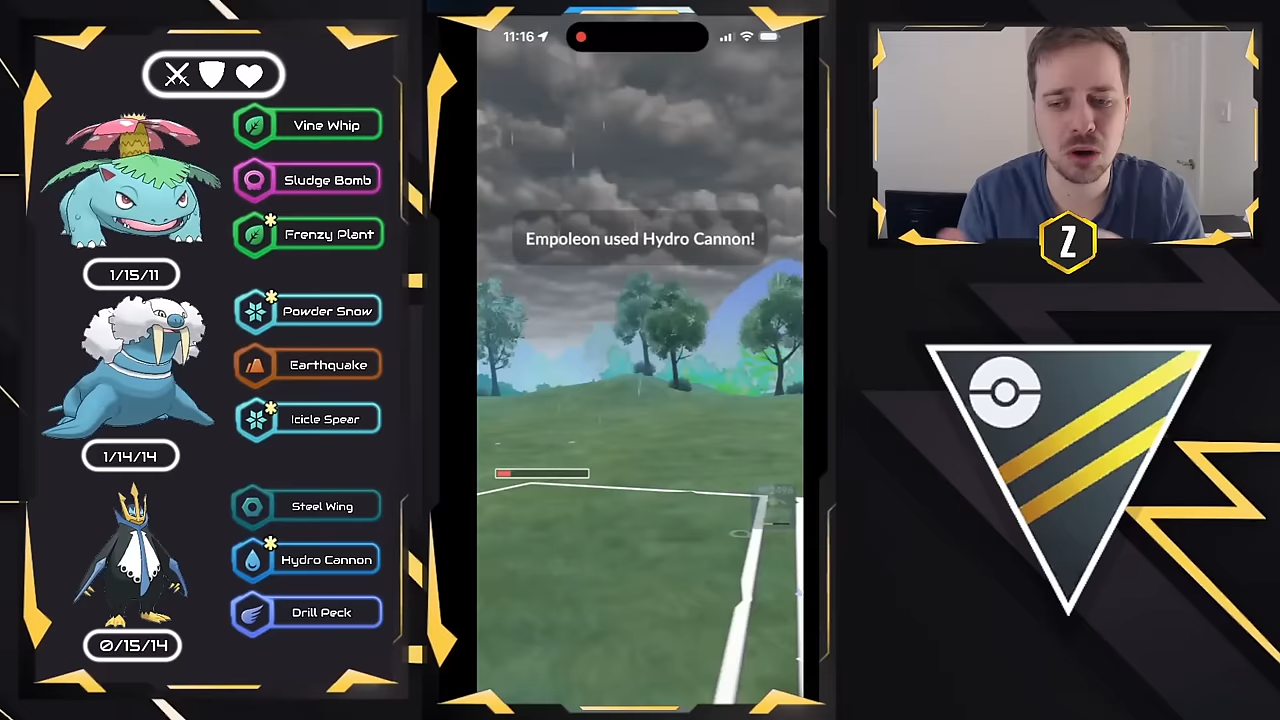 Vine Whip
Sludge Bomb
Frenzy Plant
1/15/11
Powder Snow
Earthquake
Icicle Spear
1/14/14
Steel Wing
Hydro Cannon
Drill Peck
0/15/14
11:16
Empoleon used Hydro Cannon!
Z